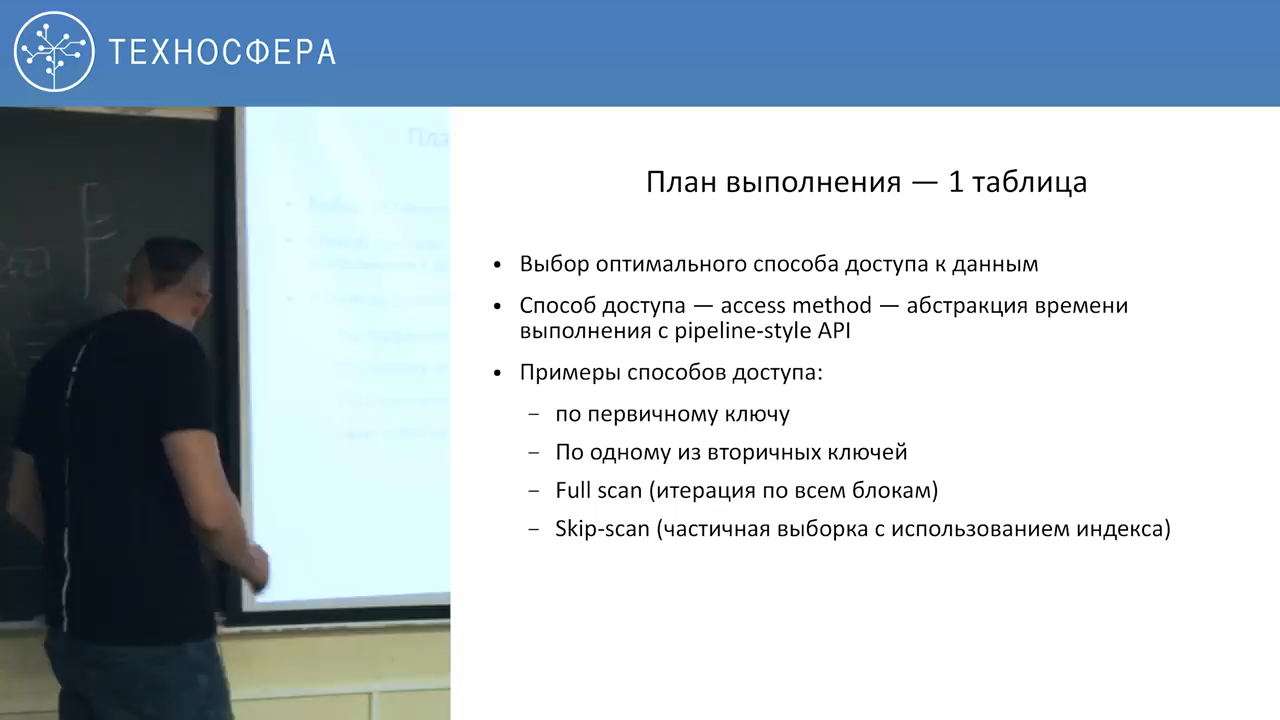 ТЕХНОСФЕРА
План выполнения — 1 таблица
• Выбор оптимального способа доступа к данным
• Способ доступа — access method — абстракция времени
выполнения с pipeline-style API
• Примеры способов доступа:
– по первичному ключу
– По одному из вторичных ключей
– Full scan (итерация по всем блокам)
– Skip-scan (частичная выборка с использованием индекса)